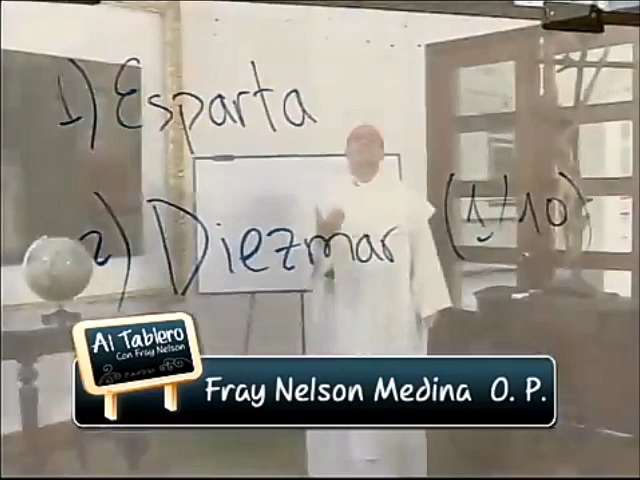 1) Esparta
2) Diezmar (1/10)
Al Tablero
Con Fray Nelson
Fray Nelson Medina O. P.